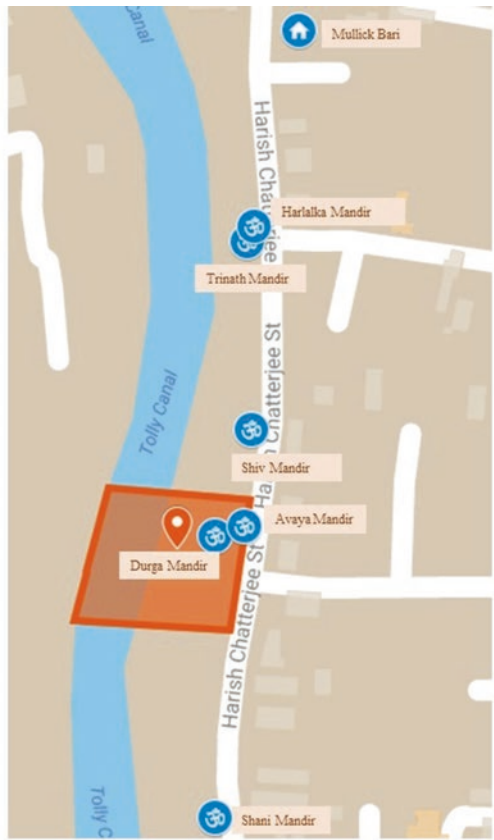 Canal
Mullick Bari
Harish Chatterjee
Harlalka Mandir
Trinath Mandir
Harish Chatterjee St
Tolly Canal
Shiv Mandir
Avaya Mandir
Durga Mandir
Harish Chatterjee St
Tolly C
Shani Mandir